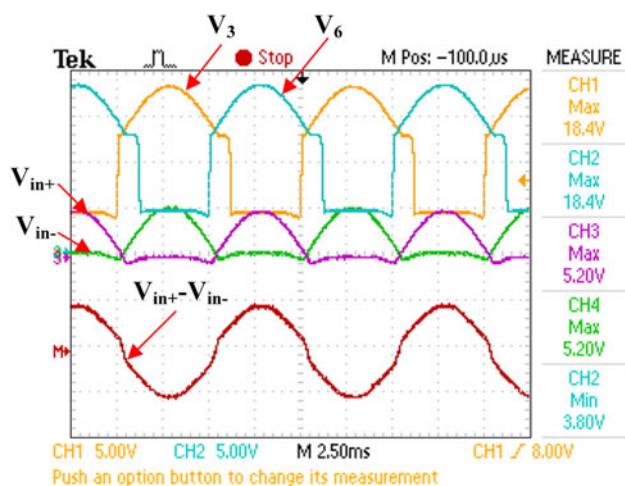 V3
V6
Tek
Stop
M Pos: -100.0us
MEASURE
CH1
Max
18.4V
CH2
Max
18.4V
CH3
Max
5.20V
CH4
Max
5.20V
CH2
Min
3.80V
Vin+
Vin-
Vin+-Vin-
M
CH1 5.00V
CH2 5.00V
M 2.50ms
CH1 / 8.00V
Push an option button to change its measurement